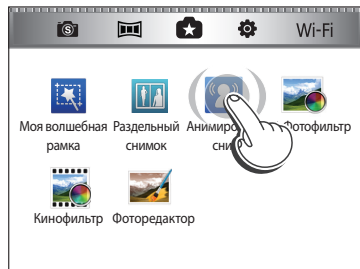 Wi-Fi
Моя волшебная
рамка
Раздельный
снимок
Фотофильтр
Кинофильтр
Фоторедактор